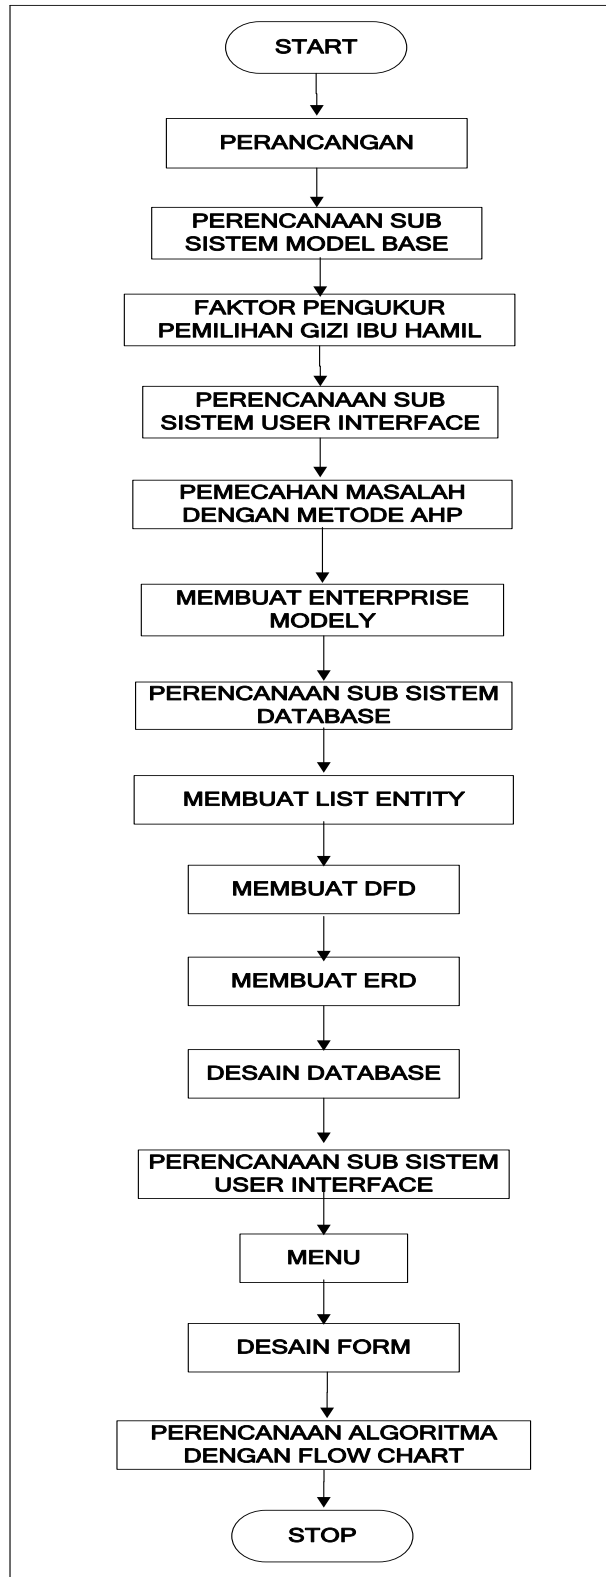 START
PERANCANGAN
PERENCANAAN SUB
SISTEM MODEL BASE
FAKTOR PENGUKUR
PEMILIHAN GIZI IBU HAMIL
PERENCANAAN SUB
SISTEM USER INTERFACE
PEMECAHAN MASALAH
DENGAN METODE AHP
MEMBUAT ENTERPRISE
MODELY
PERENCANAAN SUB SISTEM
DATABASE
MEMBUAT LIST ENTITY
MEMBUAT DFD
MEMBUAT ERD
DESAIN DATABASE
PERENCANAAN SUB SISTEM
USER INTERFACE
MENU
DESAIN FORM
PERENCANAAN ALGORITMA
DENGAN FLOW CHART
STOP